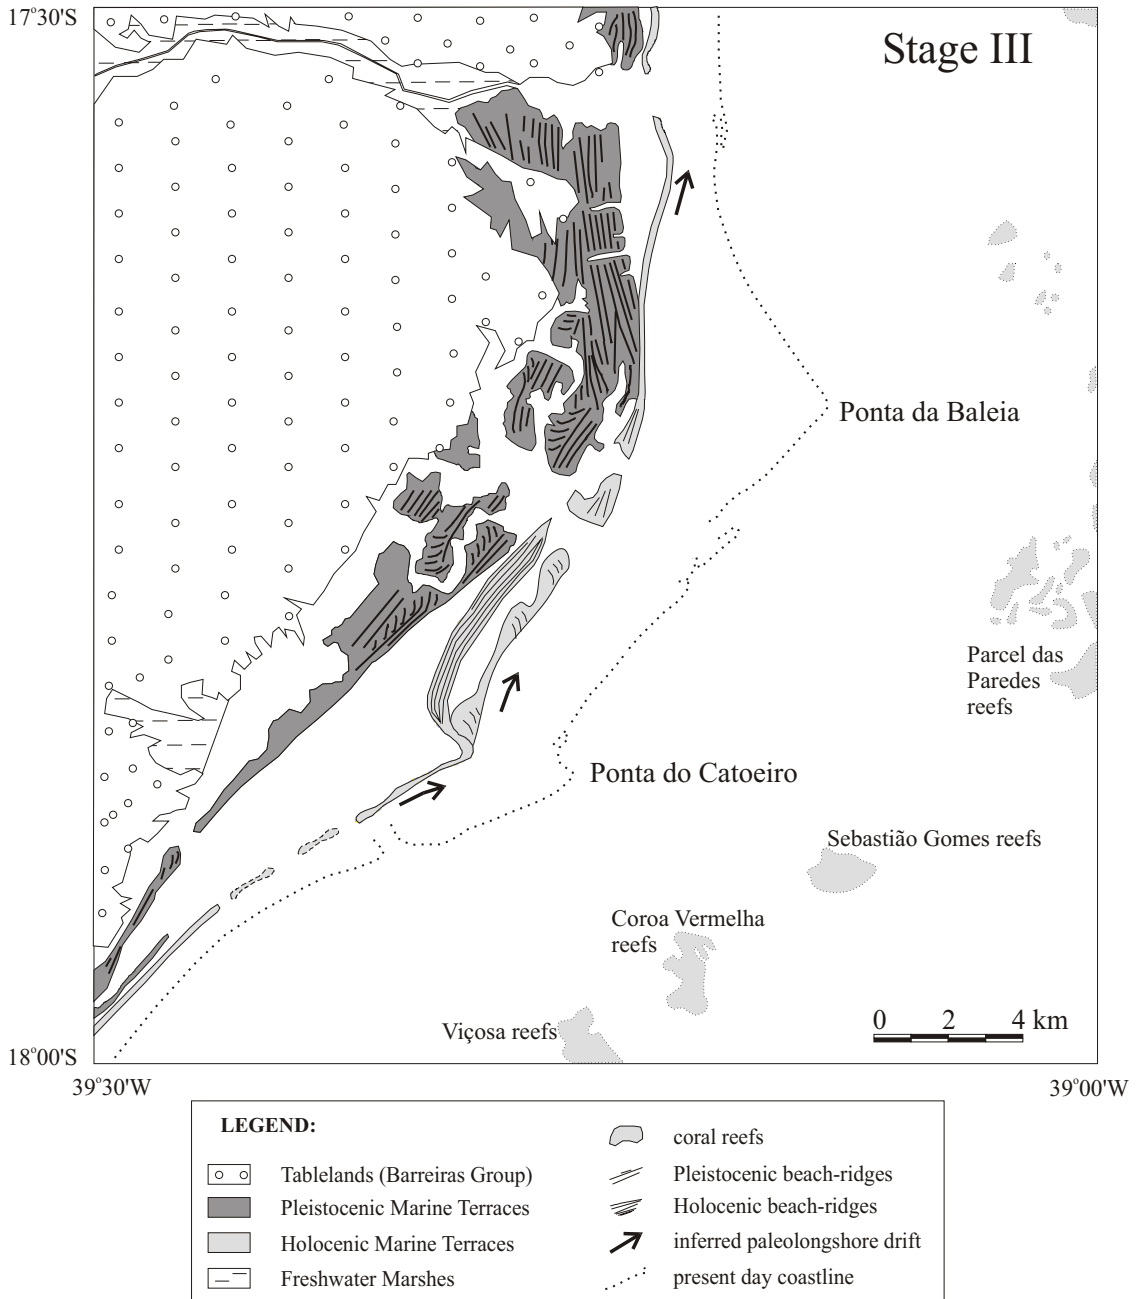 17°30'S
Stage III
Ponta da Baleia
Parcel das
Paredes
reefs
Ponta do Catoeiro
Sebastião Gomes reefs
Coroa Vermelha
reefs
Viçosa reefs
0 2 4 km
18°00'S
39°30'W
39°00'W
LEGEND:
Tablelands (Barreiras Group)
Pleistocenic Marine Terraces
Holocenic Marine Terraces
Freshwater Marshes
coral reefs
Pleistocenic beach-ridges
Holocenic beach-ridges
inferred paleolongshore drift
present day coastline